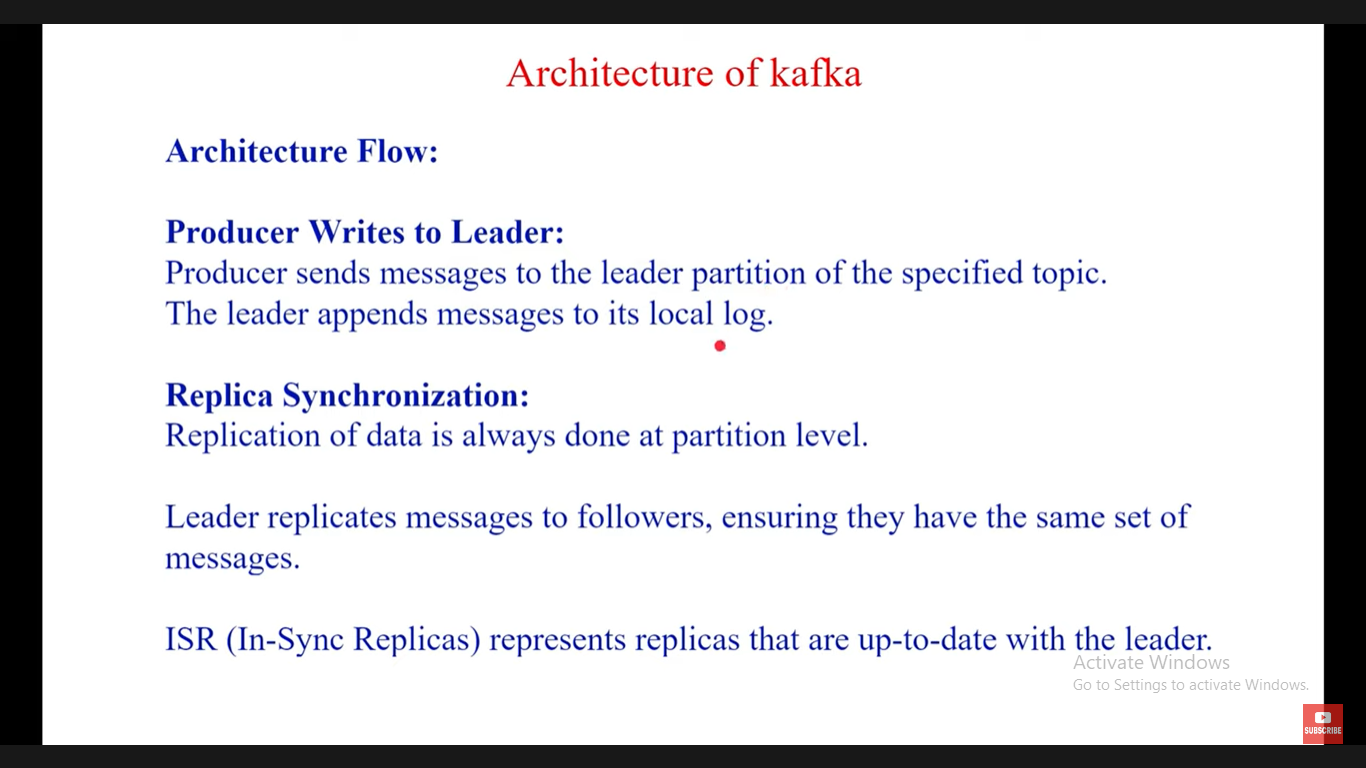 Architecture of kafka
Architecture Flow:
Producer Writes to Leader:
Producer sends messages to the leader partition of the specified topic.
The leader appends messages to its local log.
Replica Synchronization:
Replication of data is always done at partition level.
Leader replicates messages to followers, ensuring they have the same set of
messages.
ISR (In-Sync Replicas) represents replicas that are up-to-date with the leader.
Activate Windows
Go to Settings to activate Windows.
SUBSCRIBE